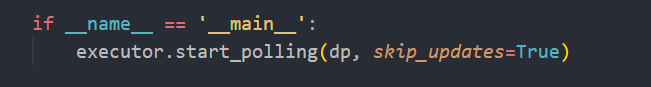 if __name__ == '__main__':
    executor.start_polling(dp, skip_updates=True)